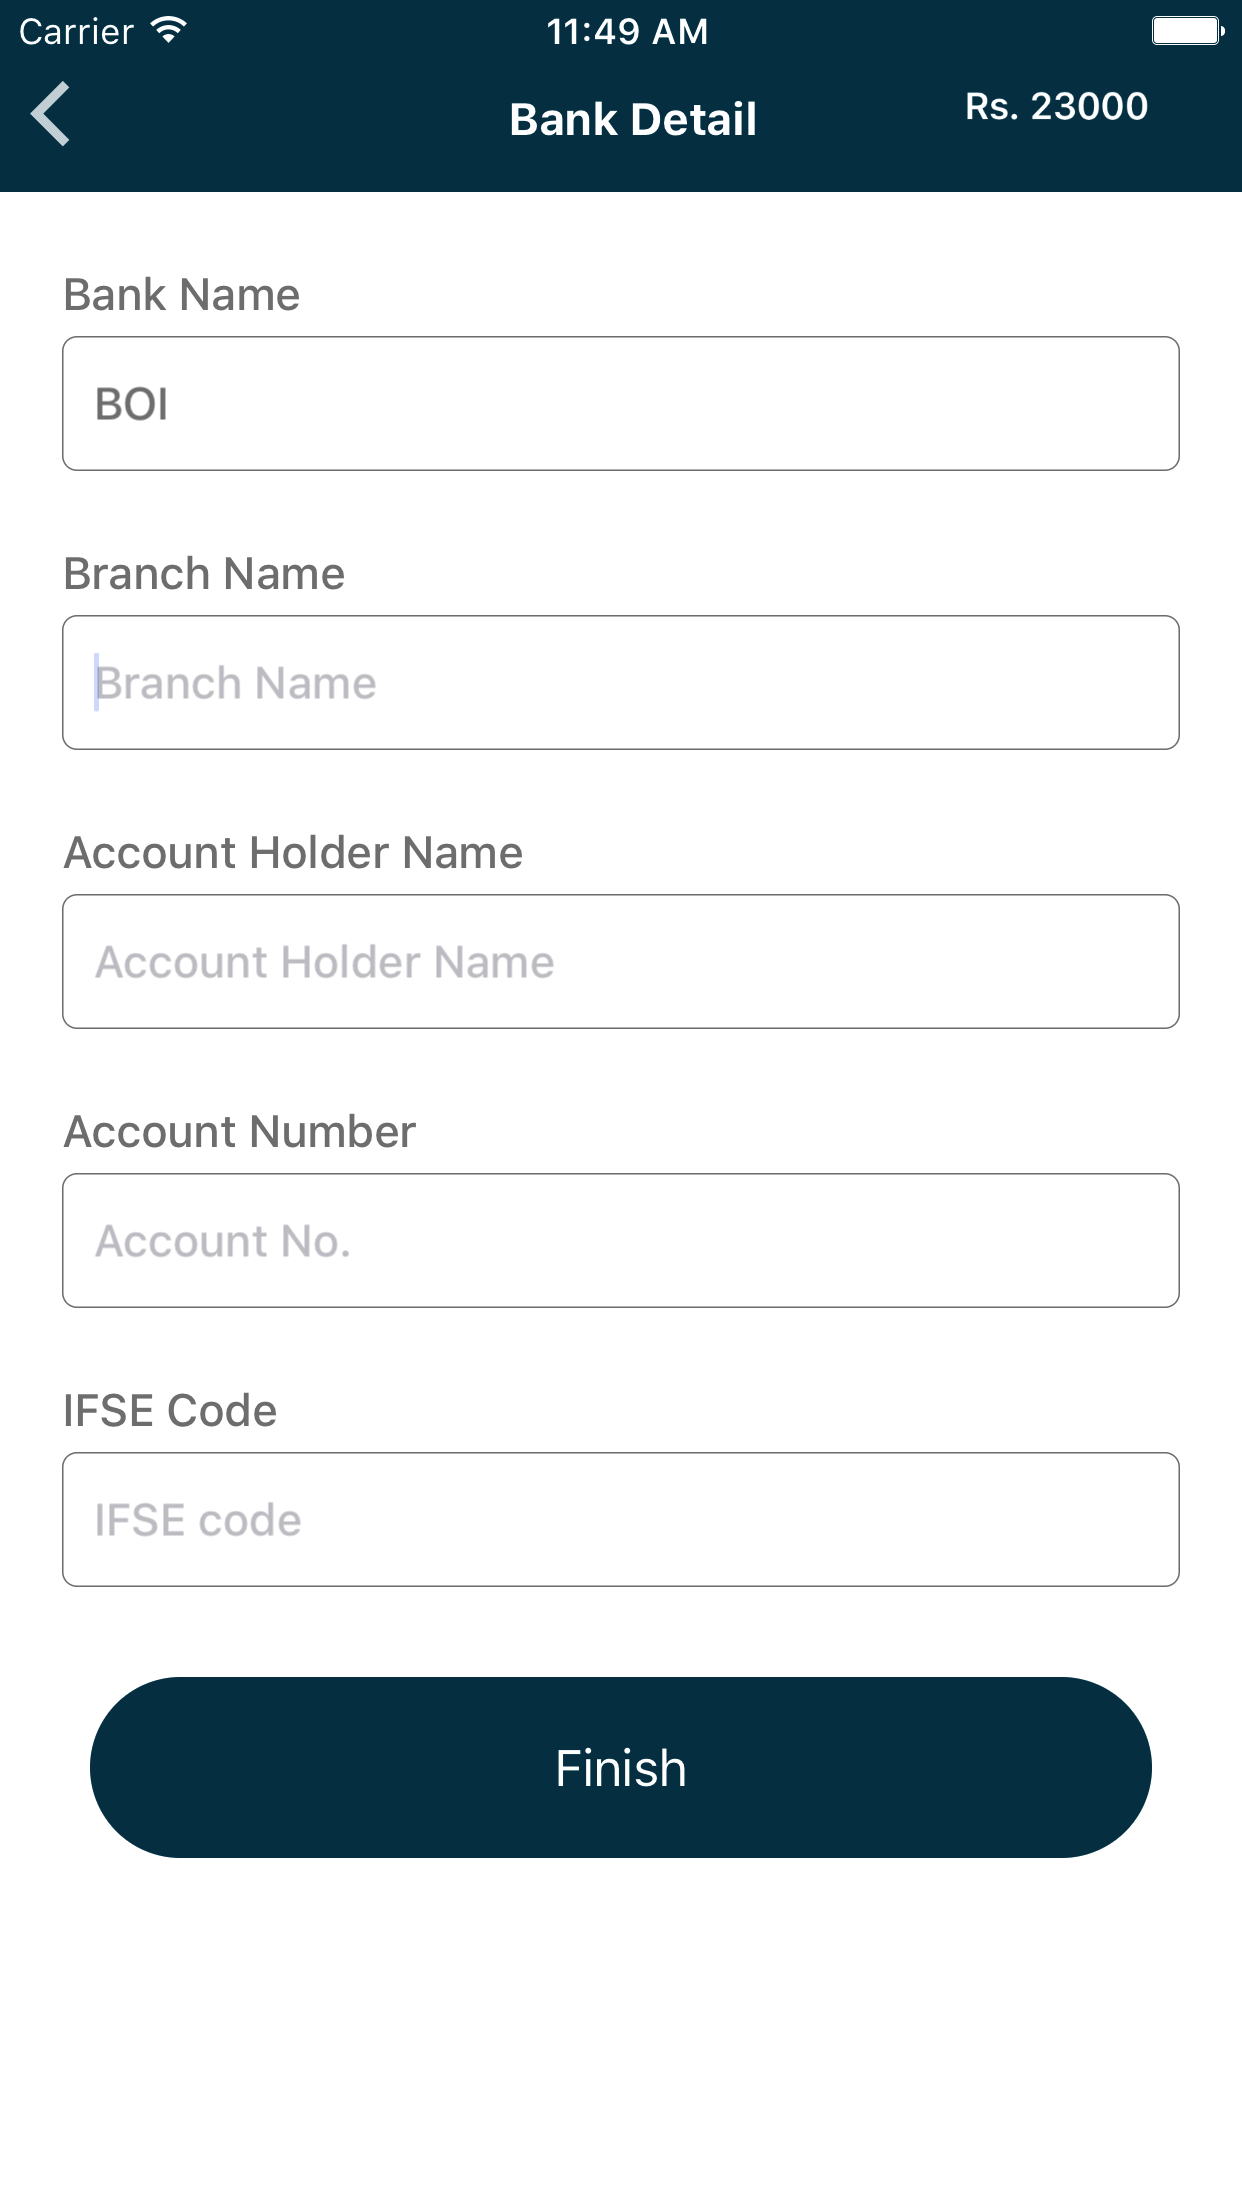 Carrier 11:49 AM
Bank Detail Rs. 23000
Bank Name
BOI
Branch Name
Branch Name
Account Holder Name
Account Holder Name
Account Number
Account No.
IFSE Code
IFSE code
Finish